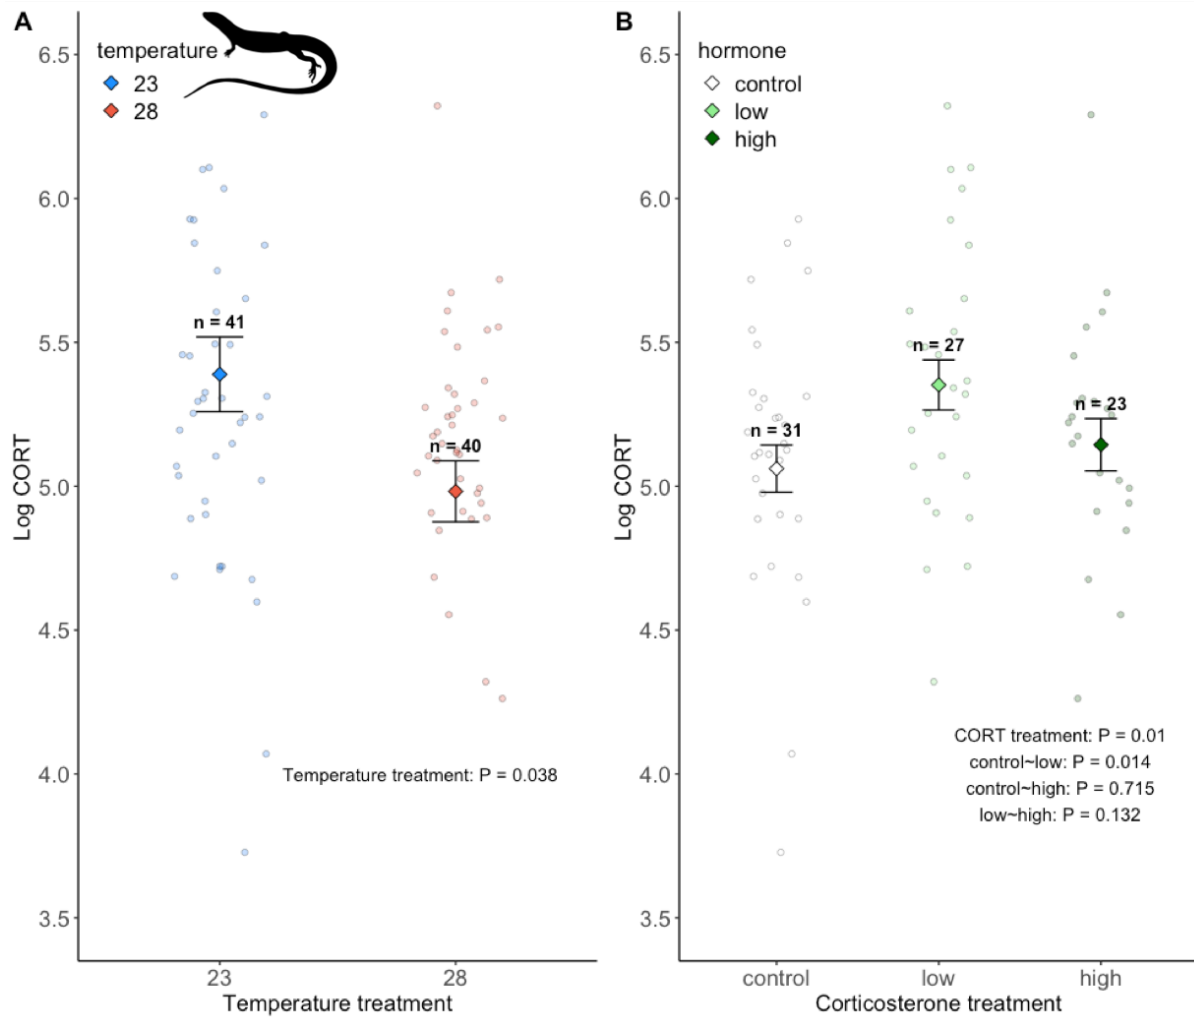 A
temperature
23
28
6.5
6.0
5.5
5.0
4.5
4.0
3.5
Log CORT
n = 41
n = 40
Temperature treatment: P = 0.038
23
28
Temperature treatment
B
hormone
control
low
high
6.5
6.0
5.5
5.0
4.5
4.0
3.5
Log CORT
n = 31
n = 27
n = 23
CORT treatment: P = 0.01
control~low: P = 0.014
control~high: P = 0.715
low~high: P = 0.132
control
low
high
Corticosterone treatment